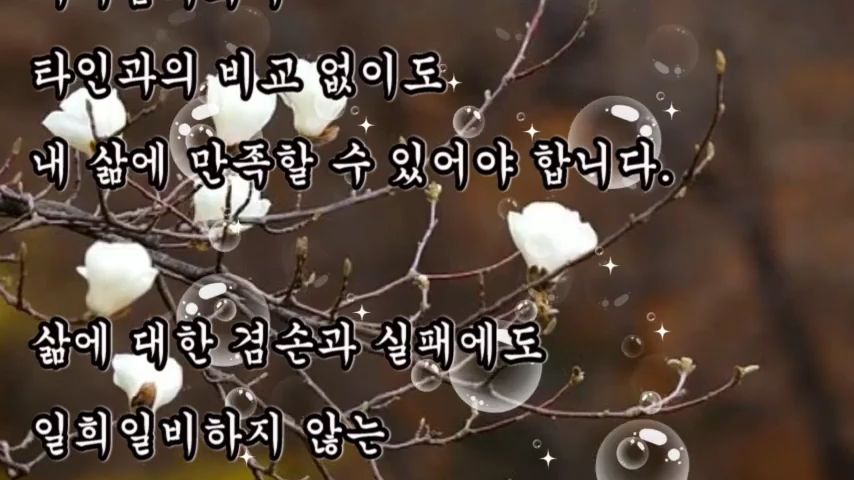 타인과의 비교 없이도
내 삶에 만족할 수 있어야 합니다.
삶에 대한 겸손과 실패에도
일희일비하지 않는